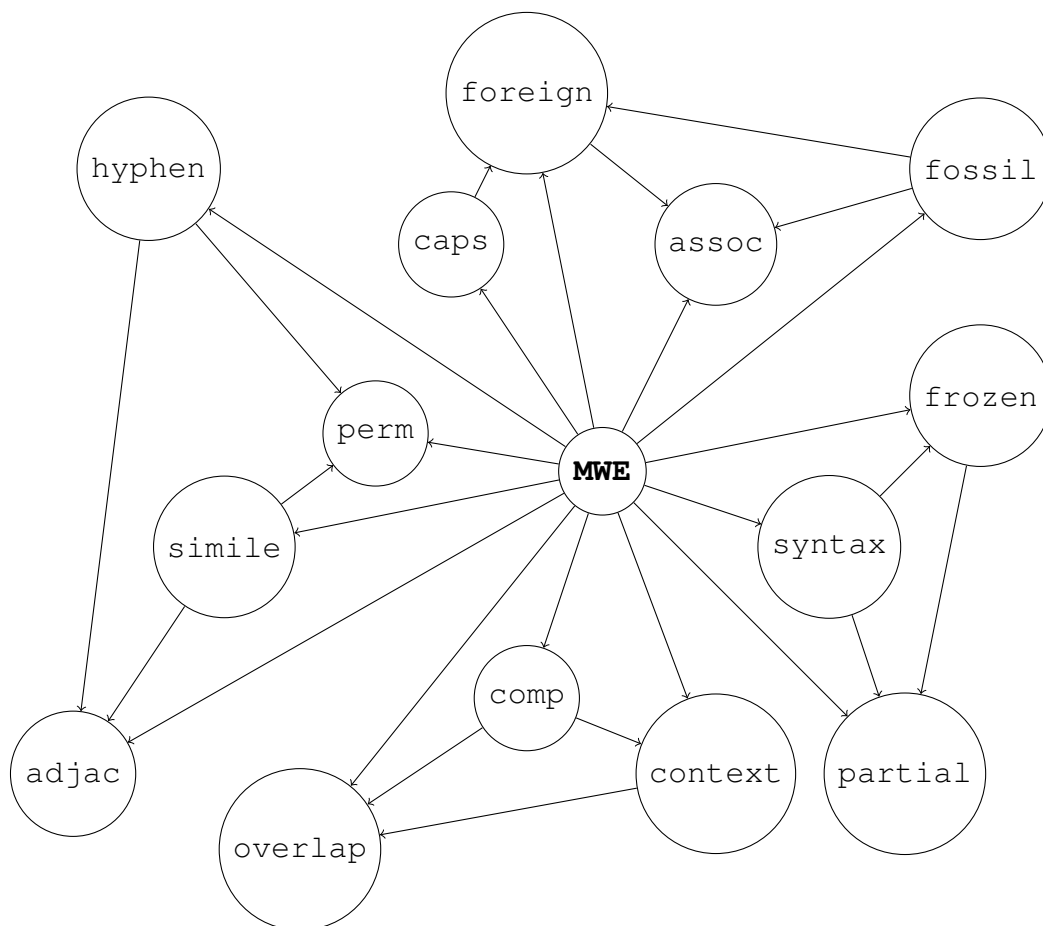 foreign
hyphen
fossil
caps
assoc
frozen
perm
MWE
simile
syntax
comp
adjac
context
partial
overlap